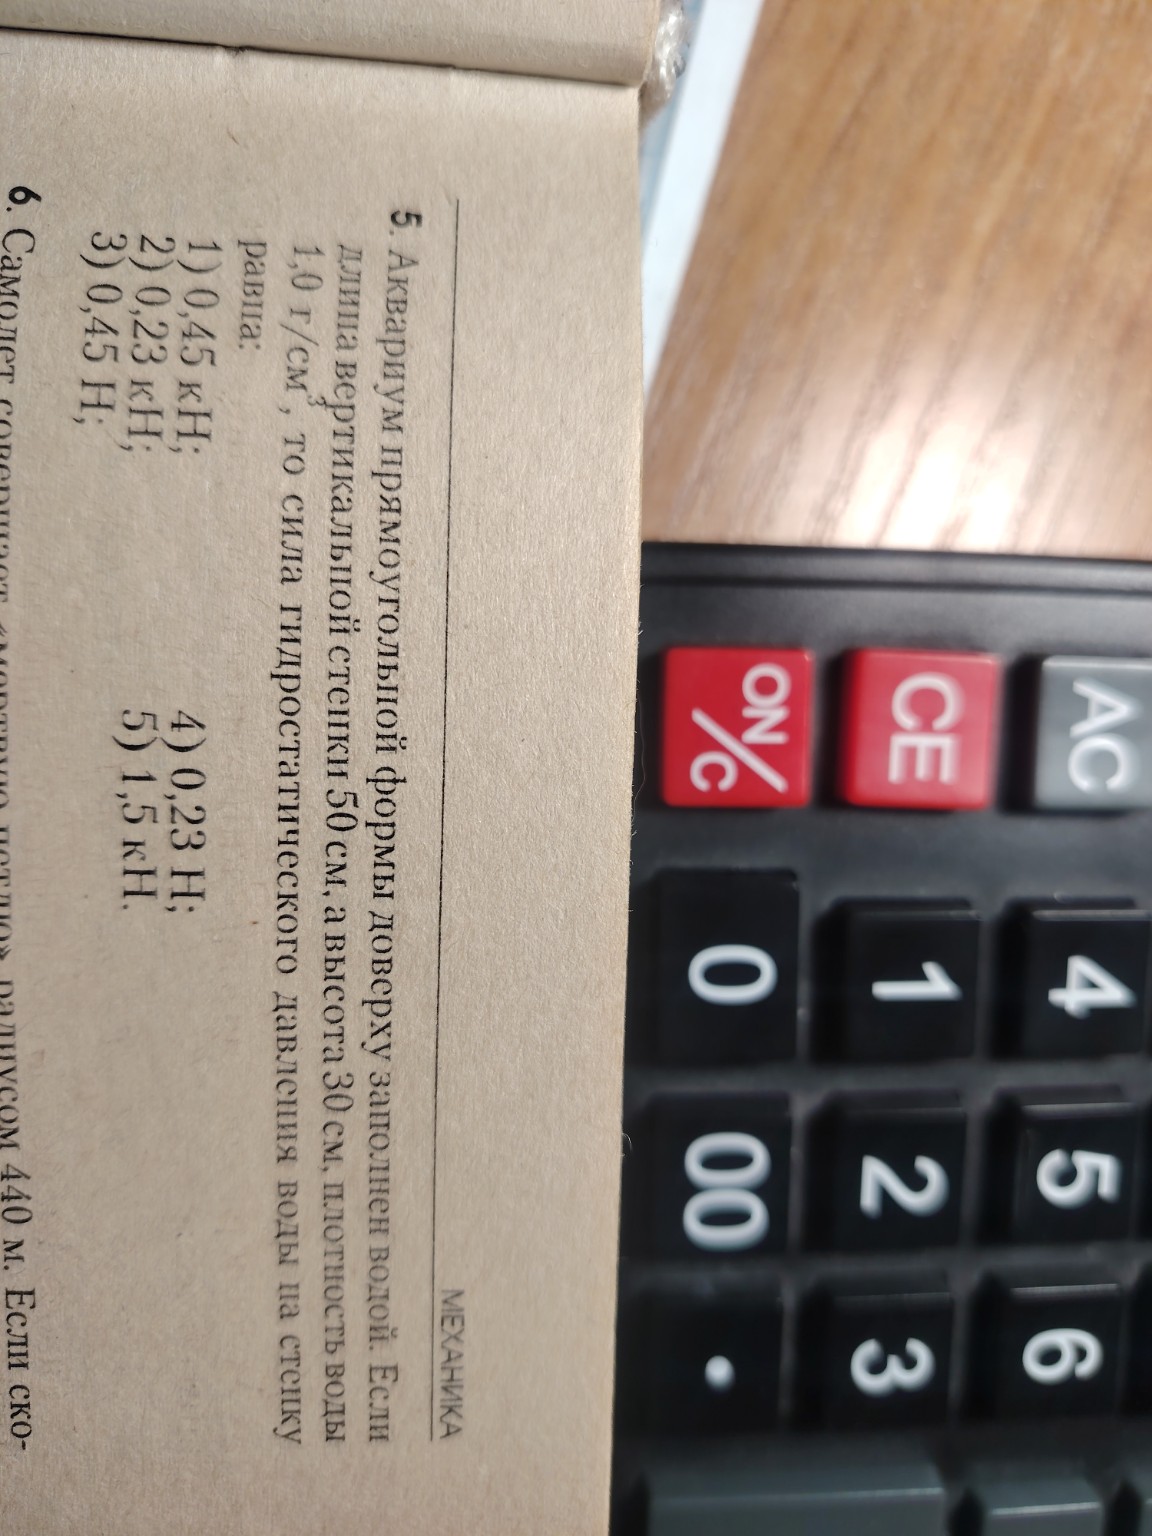 МЕХАНИКА
5. Аквариум прямоугольной формы доверху заполнен водой. Если
длина вертикальной стенки 50 см, а высота 30 см, плотность воды
1,0 г/см³, то сила гидростатического давления воды на стенку
равна:
1) 0,45 кН;
2) 0,23 кН;
3) 0,45 Н;
4) 0,23 Н;
5) 1,5 кН.
6. Самолет совершает «мертвую петлю» радиусом 440 м. Если ско-
AC
4
5
6
CE
1
2
3
ON/C
0
00
.